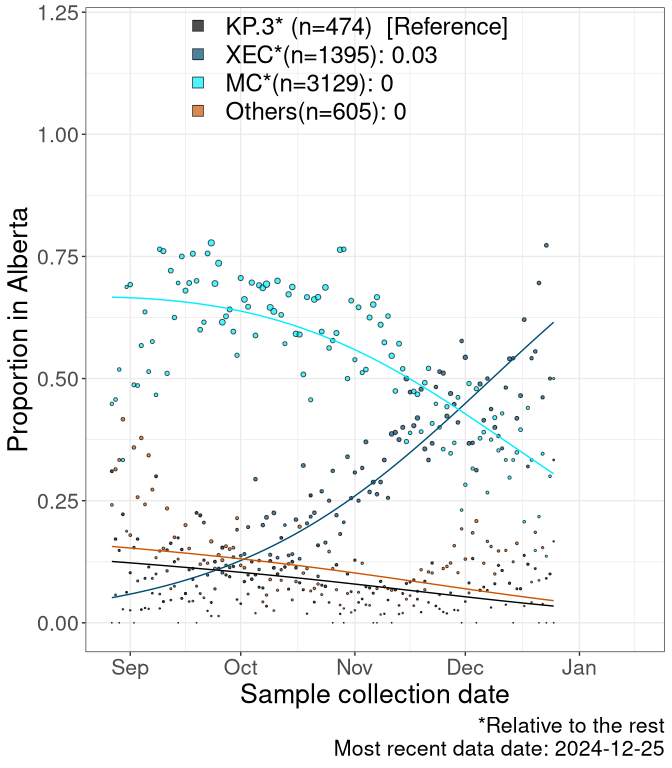 KP.3* (n=474)  [Reference]
XEC*(n=1395): 0.03
MC*(n=3129): 0
Others(n=605): 0
1.25
1.00
0.75
0.50
0.25
0.00
Proportion in Alberta
Sep Oct Nov Dec Jan
Sample collection date
*Relative to the rest
Most recent data date: 2024-12-25